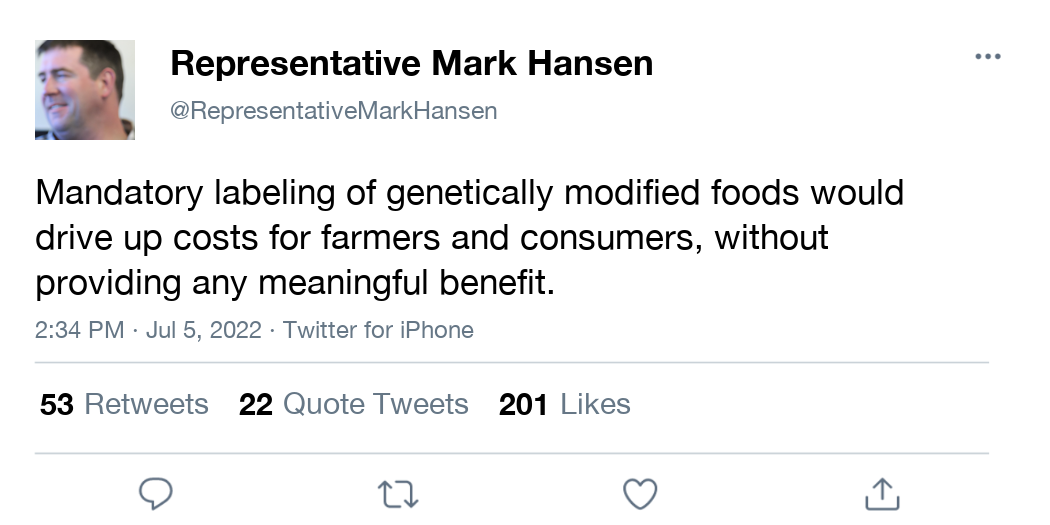 Representative Mark Hansen
@RepresentativeMarkHansen
Mandatory labeling of genetically modified foods would
drive up costs for farmers and consumers, without
providing any meaningful benefit.
2:34 PM · Jul 5, 2022 · Twitter for iPhone
53 Retweets 22 Quote Tweets 201 Likes